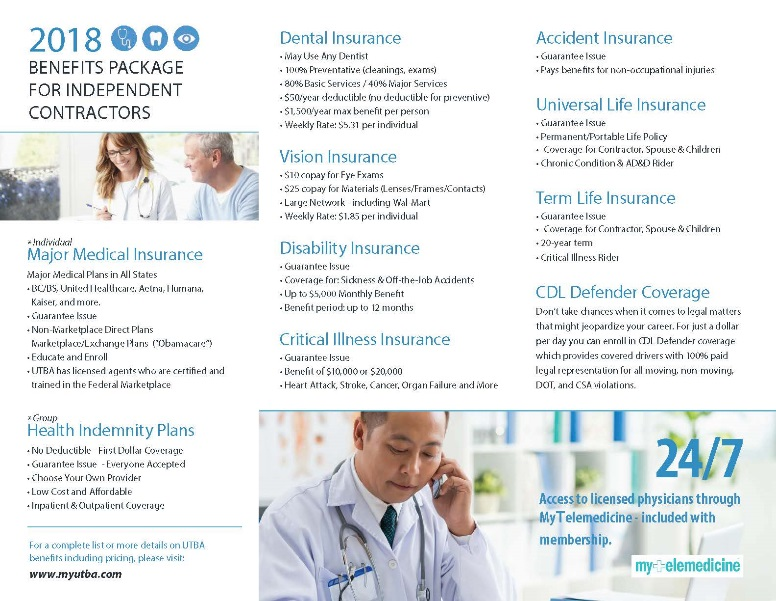 2018
BENEFITS PACKAGE
FOR INDEPENDENT
CONTRACTORS
» Individual
Major Medical Insurance
Major Medical Plans in All States
• BC/BS, United Healthcare, Aetna, Humana,
Kaiser, and more.
• Guarantee Issue
• Non-Marketplace Direct Plans
Marketplace/Exchange Plans ("Obamacare")
• Educate and Enroll
• UTBA has licensed agents who are certified and
trained in the Federal Marketplace
» Group
Health Indemnity Plans
• No Deductible - First Dollar Coverage
• Guarantee Issue - Everyone Accepted
• Choose Your Own Provider
• Low Cost and Affordable
• Inpatient & Outpatient Coverage
For a complete list or more details on UTBA
benefits including pricing, please visit:
www.myutba.com
Dental Insurance
• May Use Any Dentist
• 100% Preventative (cleanings, exams)
• 80% Basic Services / 40% Major Services
• $50/year deductible (no deductible for preventive)
• $1,500/year max benefit per person
• Weekly Rate: $5.31 per individual
Vision Insurance
• $10 copay for Eye Exams
• $25 copay for Materials (Lenses/Frames/Contacts)
• Large Network - including Wal-Mart
• Weekly Rate: $1.85 per individual
Disability Insurance
• Guarantee Issue
• Coverage for: Sickness & Off-the-Job Accidents
• Up to $5,000 Monthly Benefit
• Benefit period: up to 12 months
Critical Illness Insurance
• Guarantee Issue
• Benefit of $10,000 or $20,000
• Heart Attack, Stroke, Cancer, Organ Failure and More
Accident Insurance
• Guarantee Issue
• Pays benefits for non-occupational injuries
Universal Life Insurance
• Guarantee Issue
• Permanent/Portable Life Policy
• Coverage for Contractor, Spouse & Children
• Chronic Condition & AD&D Rider
Term Life Insurance
• Guarantee Issue
• Coverage for Contractor, Spouse & Children
• 20-year term
• Critical Illness Rider
CDL Defender Coverage
Don't take chances when it comes to legal matters
that might jeopardize your career. For just a dollar
per day you can enroll in CDL Defender coverage
which provides covered drivers with 100% paid
legal representation for all moving, non-moving,
DOT, and CSA violations.
24/7
Access to licensed physicians through
MyTelemedicine - included with
membership.
mytelemedicine